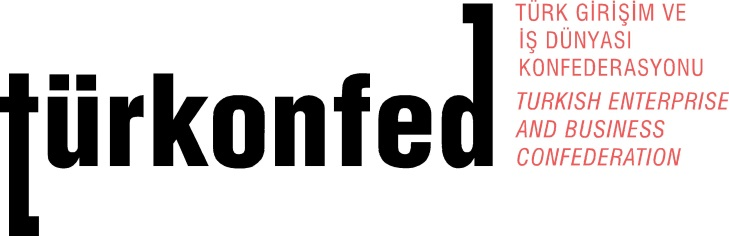 türkonfed
TÜRK GİRİŞİM VE
İŞ DÜNYASI
KONFEDERASYONU
TURKISH ENTERPRISE
AND BUSINESS
CONFEDERATION